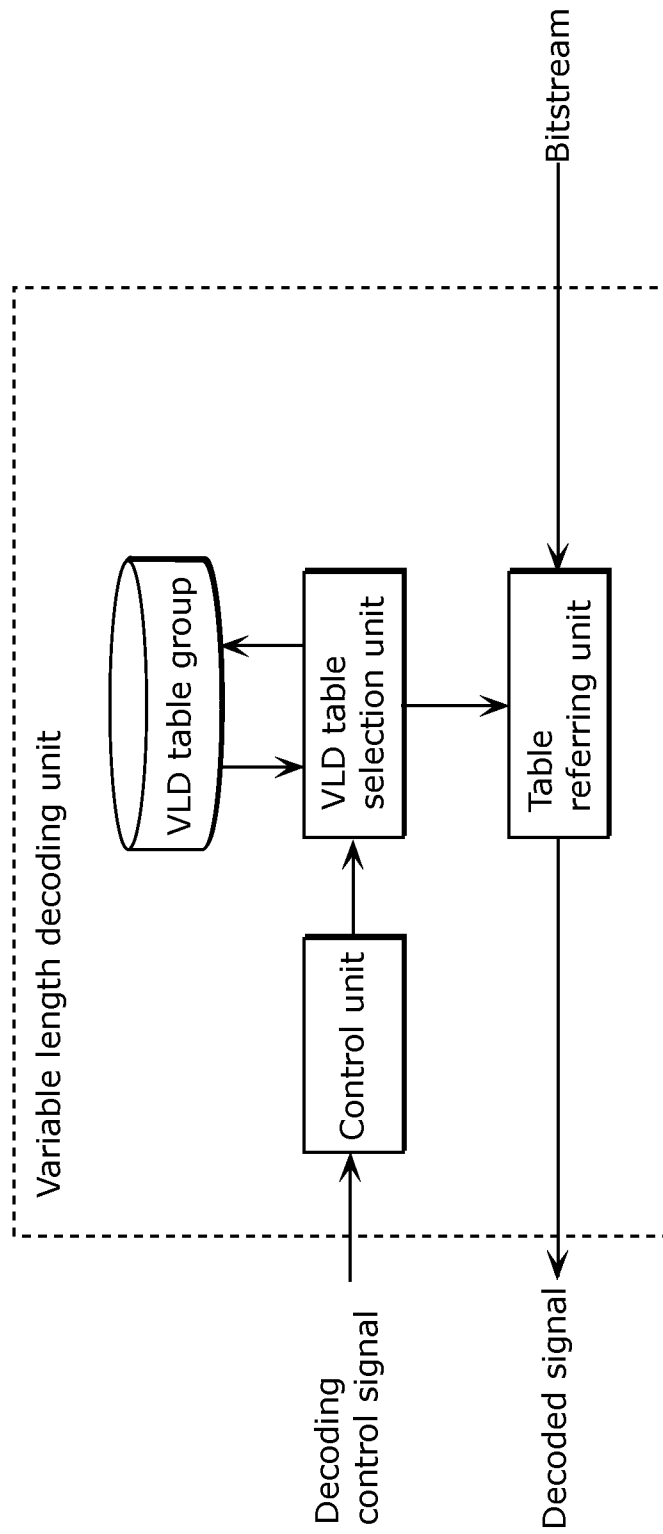 Variable length decoding unit
VLD table group
Decoding
control signal
Control unit
VLD table
selection unit
Decoded signal
Table
referring unit
Bitstream